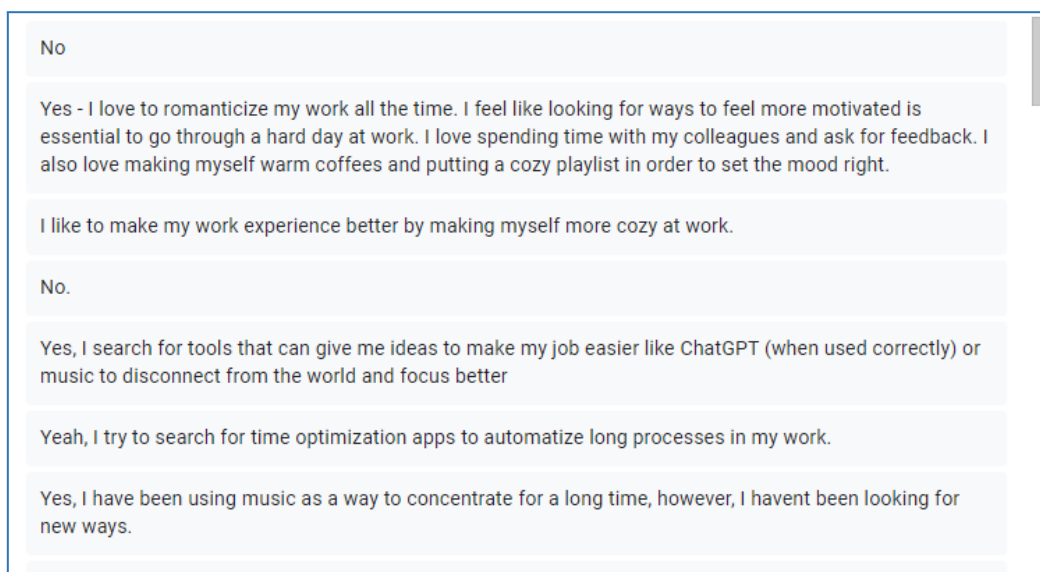 No
Yes - I love to romanticize my work all the time. I feel like looking for ways to feel more motivated is
essential to go through a hard day at work. I love spending time with my colleagues and ask for feedback. I
also love making myself warm coffees and putting a cozy playlist in order to set the mood right.
I like to make my work experience better by making myself more cozy at work.
No.
Yes, I search for tools that can give me ideas to make my job easier like ChatGPT (when used correctly) or
music to disconnect from the world and focus better
Yeah, I try to search for time optimization apps to automatize long processes in my work.
Yes, I have been using music as a way to concentrate for a long time, however, I havent been looking for
new ways.